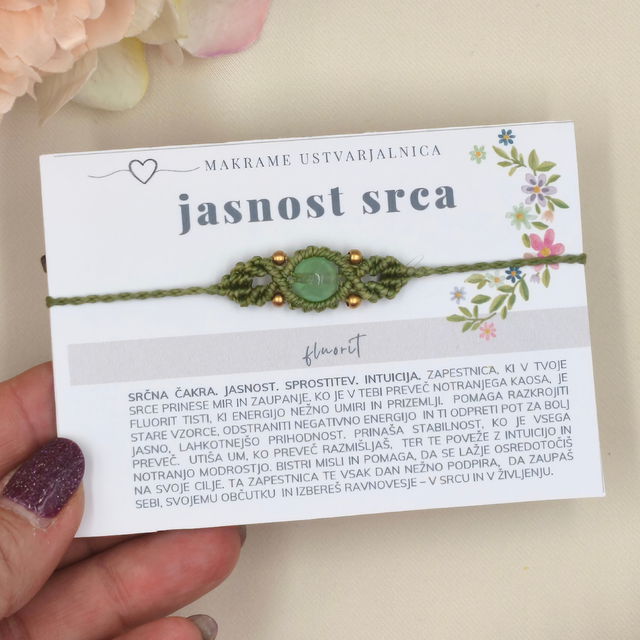 MAKRAME USTVARJALNICA
jasnost srca
fluorit
SRČNA ČAKRA. JASNOST. SPROSTITEV. INTUICIJA. ZAPESTNICA, KI V TVOJE
SRCE PRINESE MIR IN ZAUPANJE, KO JE V TEBI PREVEČ NOTRANJEGA KAOSA, JE
FLUORIT TISTI, KI ENERGIJO NEŽNO UMIRI IN PRIZEMLJI. POMAGA RAZKROJITI
STARE VZORCE, ODSTRANITI NEGATIVNO ENERGIJO IN TI ODPRETI POT ZA BOLJ
JASNO, LAHKOTNEJŠO PRIHODNOST. PRINAŠA STABILNOST, KO JE VSEGA
PREVEČ. UTIŠA UM, KO PREVEČ RAZMIŠLJAŠ, TER TE POVEŽE Z INTUICIJO IN
NOTRANJO MODROSTJO. BISTRI MISLI IN POMAGA, DA SE LAŽJE OSREDOTOČIŠ
NA SVOJE CILJE. TA ZAPESTNICA TE VSAK DAN NEŽNO PODPIRA, DA ZAUPAŠ
SEBI, SVOJEMU OBČUTKU IN IZBEREŠ RAVNOVESJE – V SRCU IN V ŽIVLJENJU.